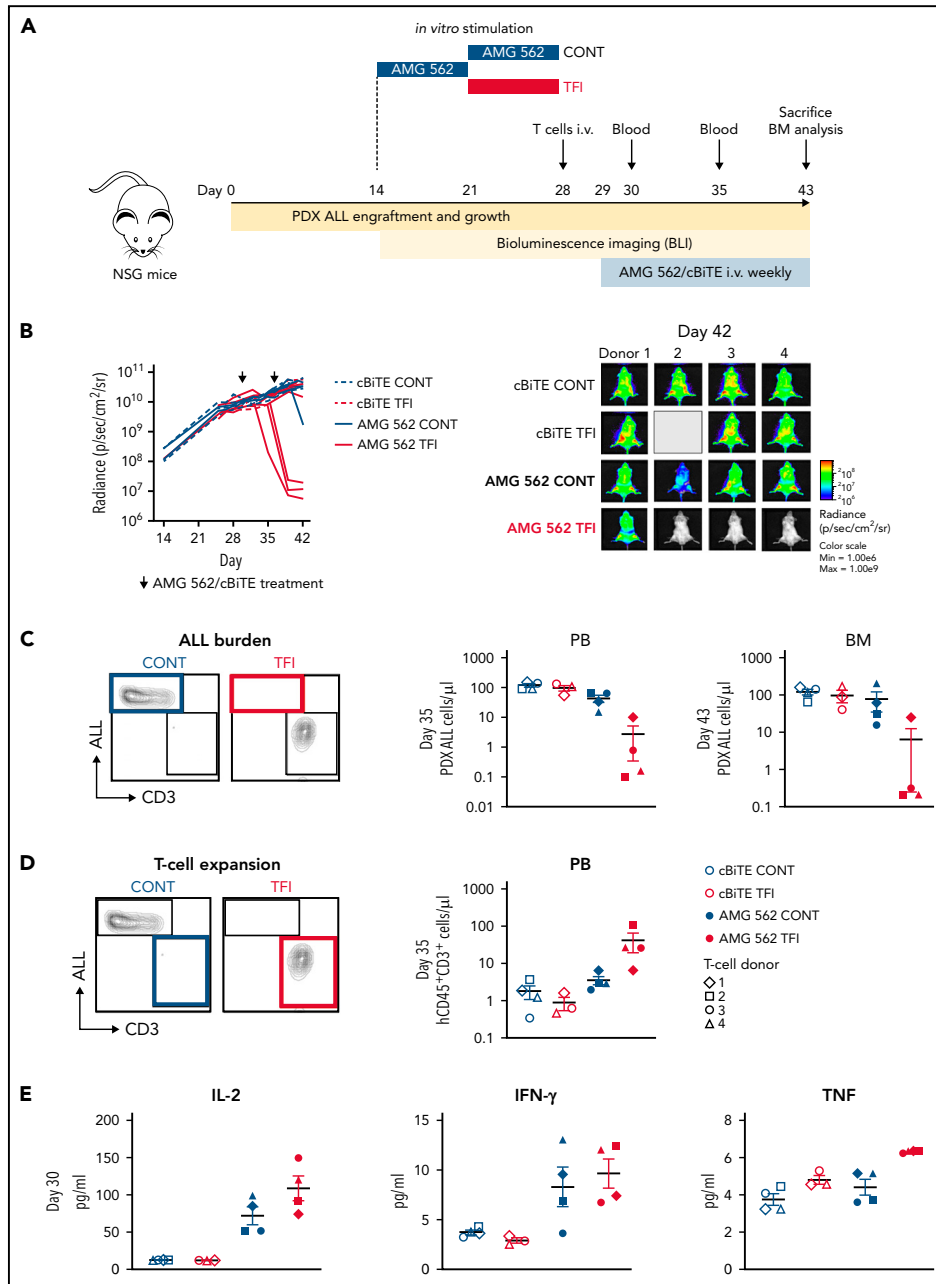 A
in vitro stimulation
AMG 562
CONT
AMG 562
TFI
Sacrifice
T cells i.v.
Blood
Blood
BM analysis
Day 0
14
21
28
29
30
35
43
PDX ALL engraftment and growth
Bioluminescence imaging (BLI)
AMG 562/cBiTE i.v. weekly
NSG mice
B
Radiance (p/sec/cm²/sr)
10¹¹
10¹⁰
10⁹
10⁸
10⁷
10⁶
14 21 28 35 42
Day
AMG 562/cBiTE treatment
cBiTE CONT
cBiTE TFI
AMG 562 CONT
AMG 562 TFI
Day 42
Donor 1 2 3 4
cBiTE CONT
cBiTE TFI
AMG 562 CONT
AMG 562 TFI
2¹⁰8
2¹⁰7
2¹⁰6
Radiance
(p/sec/cm²/sr)
Color scale
Min = 1.00e6
Max = 1.00e9
C
ALL burden
CONT
TFI
ALL
CD3
PB
Day 35
PDX ALL cells/µl
1000
100
10
1
0.1
0.01
BM
Day 43
PDX ALL cells/µl
1000
100
10
1
0.1
D
T-cell expansion
CONT
TFI
ALL
CD3
PB
Day 35
hCD45⁺CD3⁺ cells/µl
1000
100
10
1
0.1
cBiTE CONT
cBiTE TFI
AMG 562 CONT
AMG 562 TFI
T-cell donor
1
2
3
4
E
IL-2
Day 30
pg/ml
200
150
100
50
0
IFN-γ
pg/ml
15
10
5
0
TNF
pg/ml
8
6
4
2
0